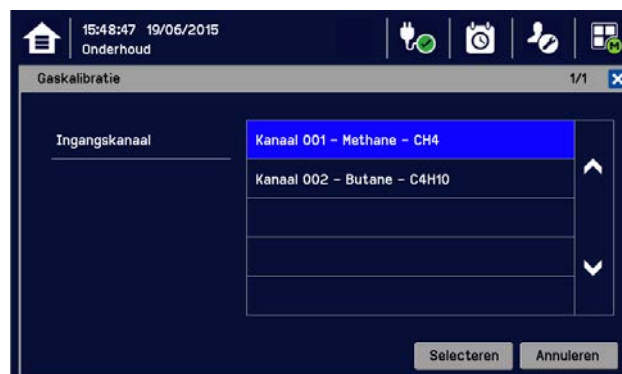 15:48:47 19/06/2015
Onderhoud
M
Gaskalibratie 1/1
Ingangskanaal
Kanaal 001 - Methane - CH4
Kanaal 002 - Butane - C4H10
Selecteren Annuleren